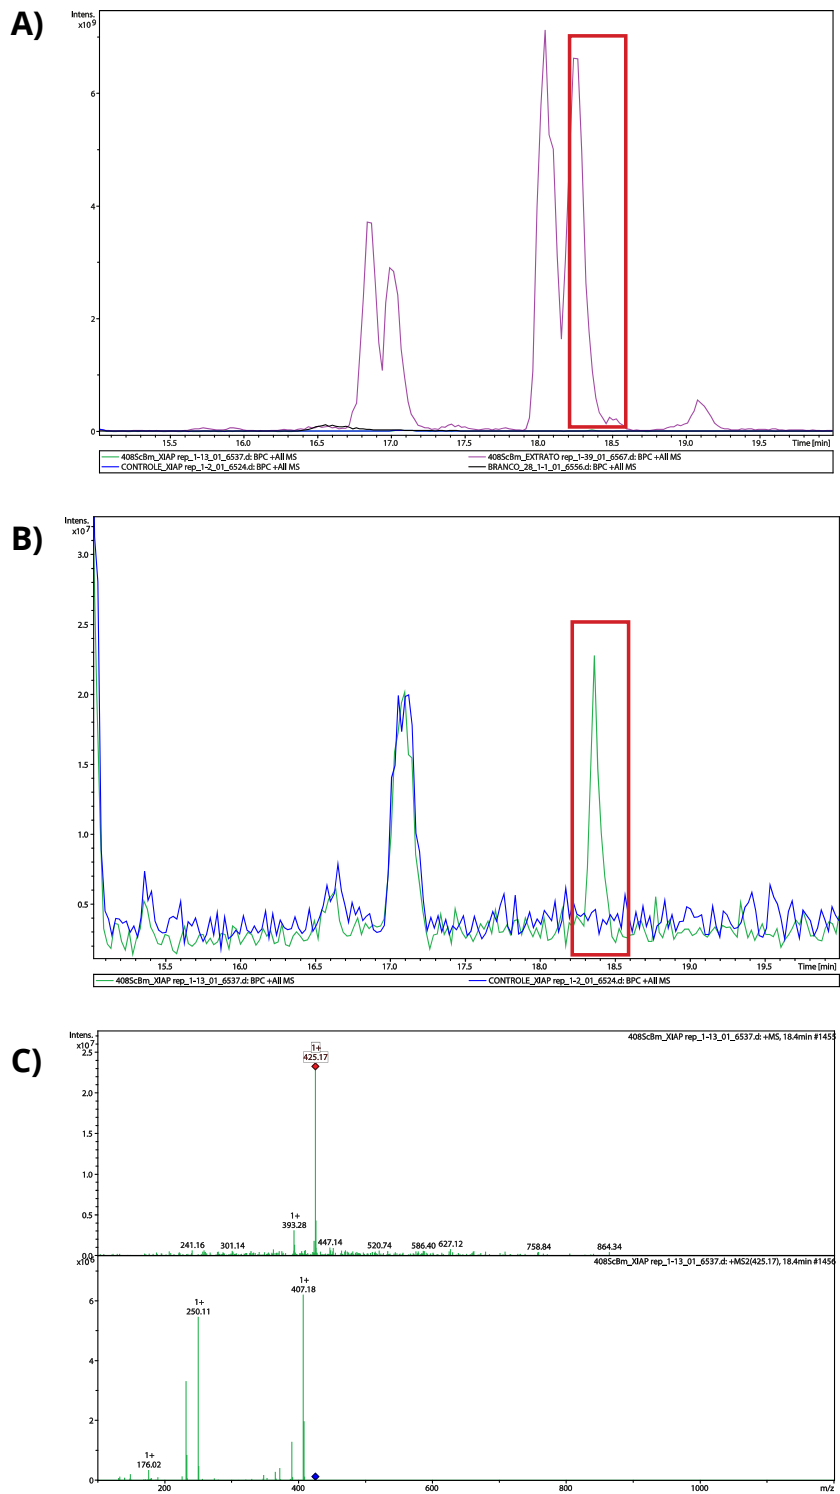 A)
Intens.
x10⁹
6
4
2
0
15.5 16.0 16.5 17.0 17.5 18.0 18.5 19.0 19.5 Time [min]
408ScBm_XIAP rep_1-13_01_6537.d: BPC +All MS 408ScBm_EXTRATO rep_1-39_01_6567.d: BPC +All MS
CONTROLE_XIAP rep_1-2_01_6524.d: BPC +All MS BRANCO_28_1-1_01_6556.d: BPC +All MS
B)
Intens.
x10⁷
3.0
2.5
2.0
1.5
1.0
0.5
15.5 16.0 16.5 17.0 17.5 18.0 18.5 19.0 19.5 Time [min]
408ScBm_XIAP rep_1-13_01_6537.d: BPC +All MS CONTROLE_XIAP rep_1-2_01_6524.d: BPC +All MS
C)
Intens.
x10⁷
408ScBm_XIAP rep_1-13_01_6537.d: +MS, 18.4min #1455
1+
425.17
2.5
2.0
1.5
1.0
0.5
0.0
1+
393.28
241.16 301.14 447.14 520.74 586.40 627.12 758.84 864.34
x10⁶
408ScBm_XIAP rep_1-13_01_6537.d: +MS2(425.17), 18.4min #1456
1+
407.18
1+
250.11
6
4
2
1+
176.02
0
200 400 600 800 1000 m/z